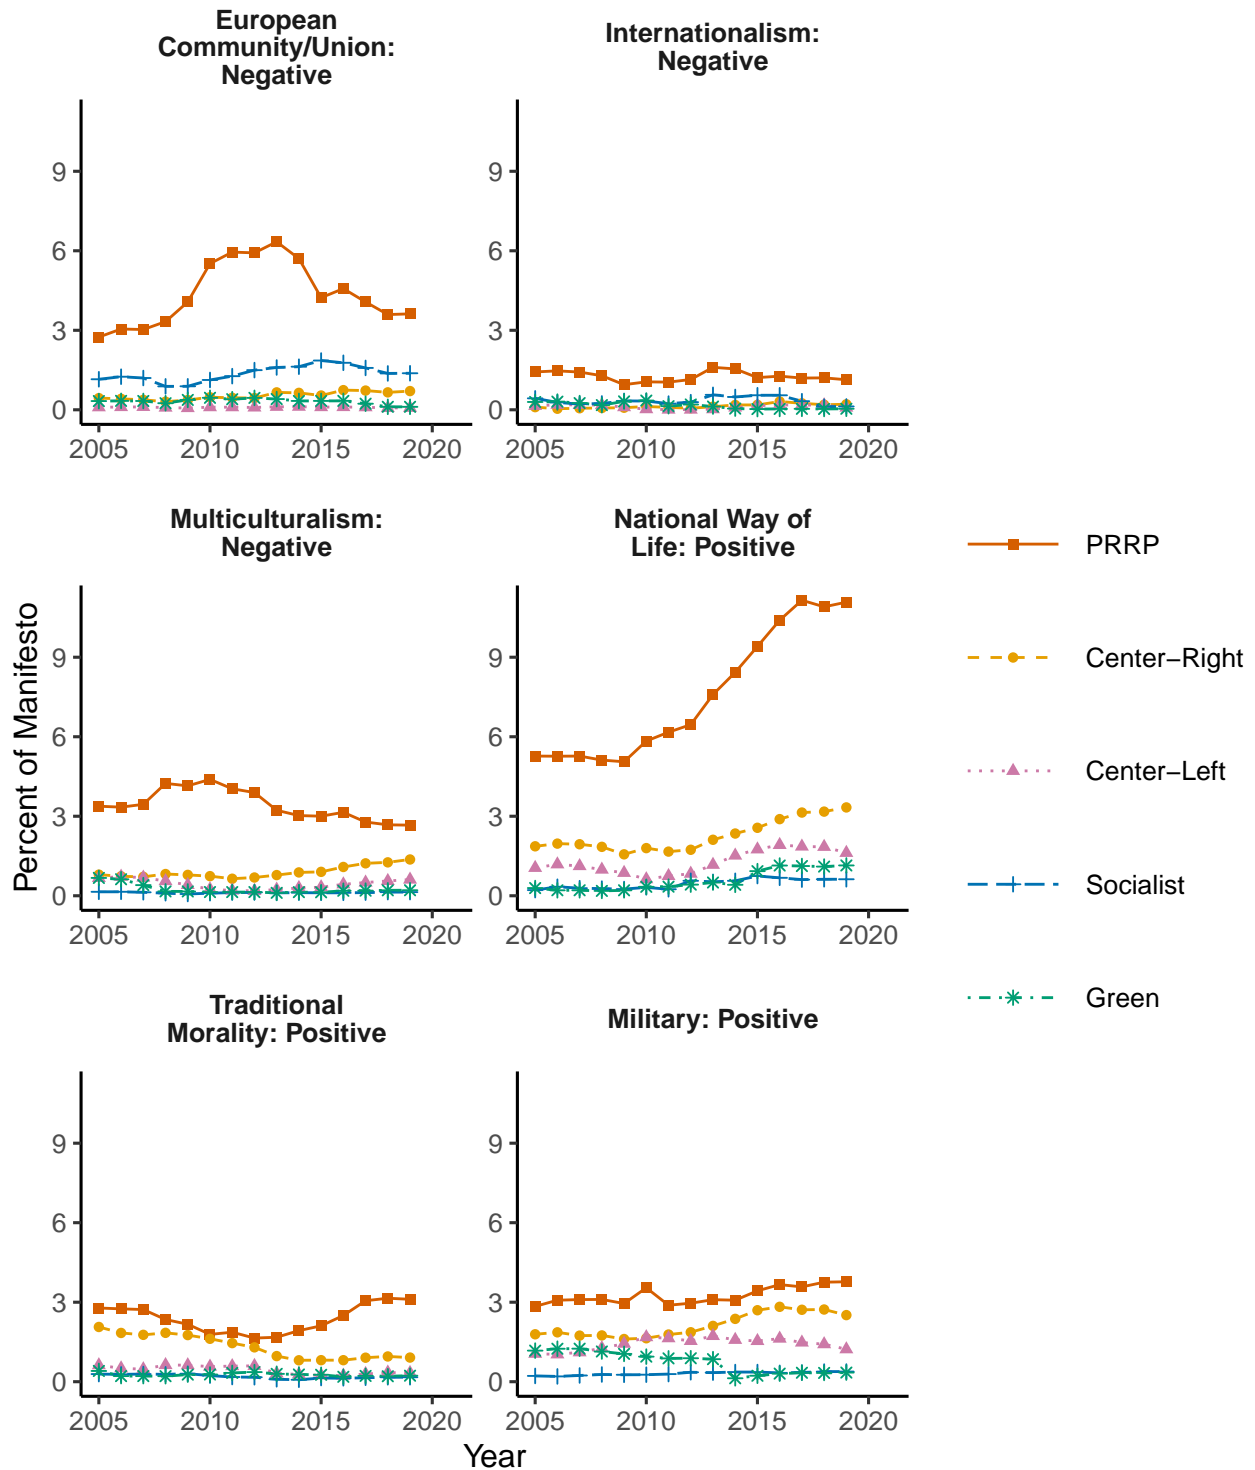 European
Community/Union:
Negative
Internationalism:
Negative
9
6
3
0
2005 2010 2015 2020
9
6
3
0
2005 2010 2015 2020
Multiculturalism:
Negative
National Way of
Life: Positive
9
6
3
0
2005 2010 2015 2020
9
6
3
0
2005 2010 2015 2020
Traditional
Morality: Positive
Military: Positive
9
6
3
0
2005 2010 2015 2020
9
6
3
0
2005 2010 2015 2020
Percent of Manifesto
Year
PRRP
Center−Right
Center−Left
Socialist
Green